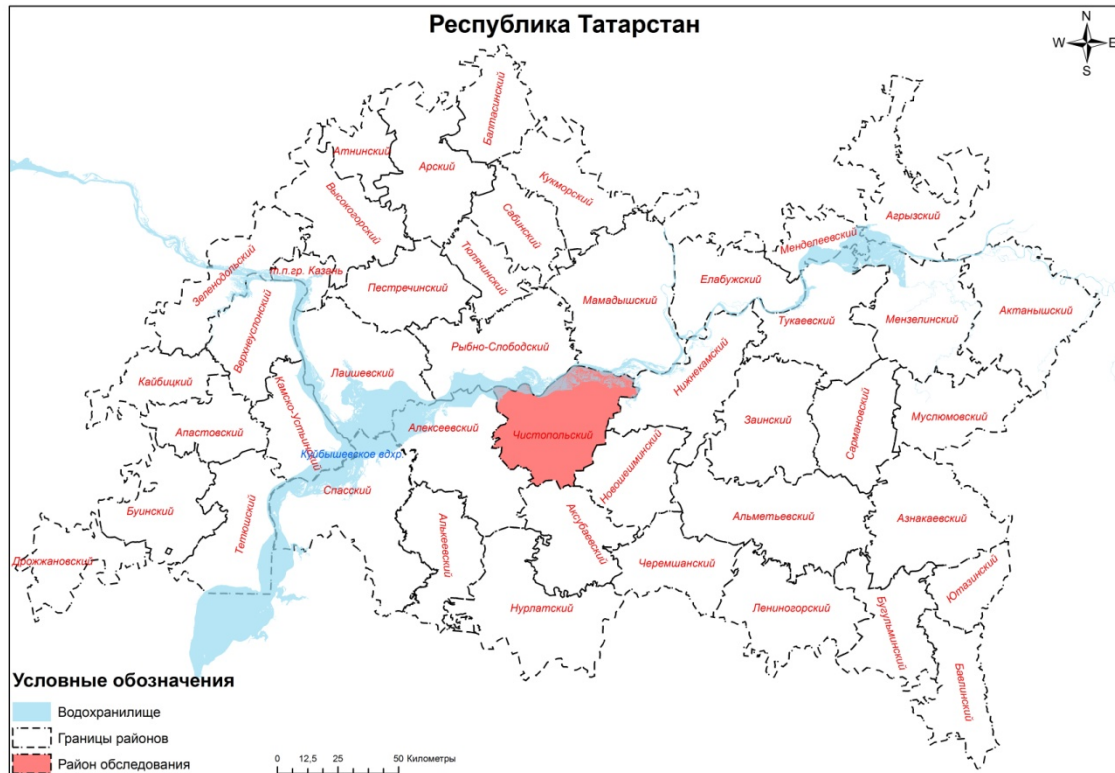 Республика Татарстан
N
W E
S
Балтасинский
Атнинский
Арский
Кукморский
Высокогорский
Сабинский
Агрызский
Менделеевский
Тюлячинский
Зеленодольский
т.п.гр. Казань
Пестречинский
Мамадышский
Елабужский
Верхнеуслонский
Тукаевский
Мензелинский
Актанышский
Рыбно-Слободский
Нижнекамский
Лаишевский
Кайбицкий
Камско-Устьинский
Апастовский
Алексеевский
Чистопольский
Заинский
Сармановский
Муслюмовский
Куйбышевское вдхр.
Новошешминский
Спасский
Буинский
Тетюшский
Аксубаевский
Альметьевский
Азнакаевский
Алькеевский
Дрожжановский
Черемшанский
Ютазинский
Нурлатский
Лениногорский
Бугульминский
Бавлинский
Условные обозначения
Водохранилище
Границы районов
Район обследования
0 12,5 25 50 Километры